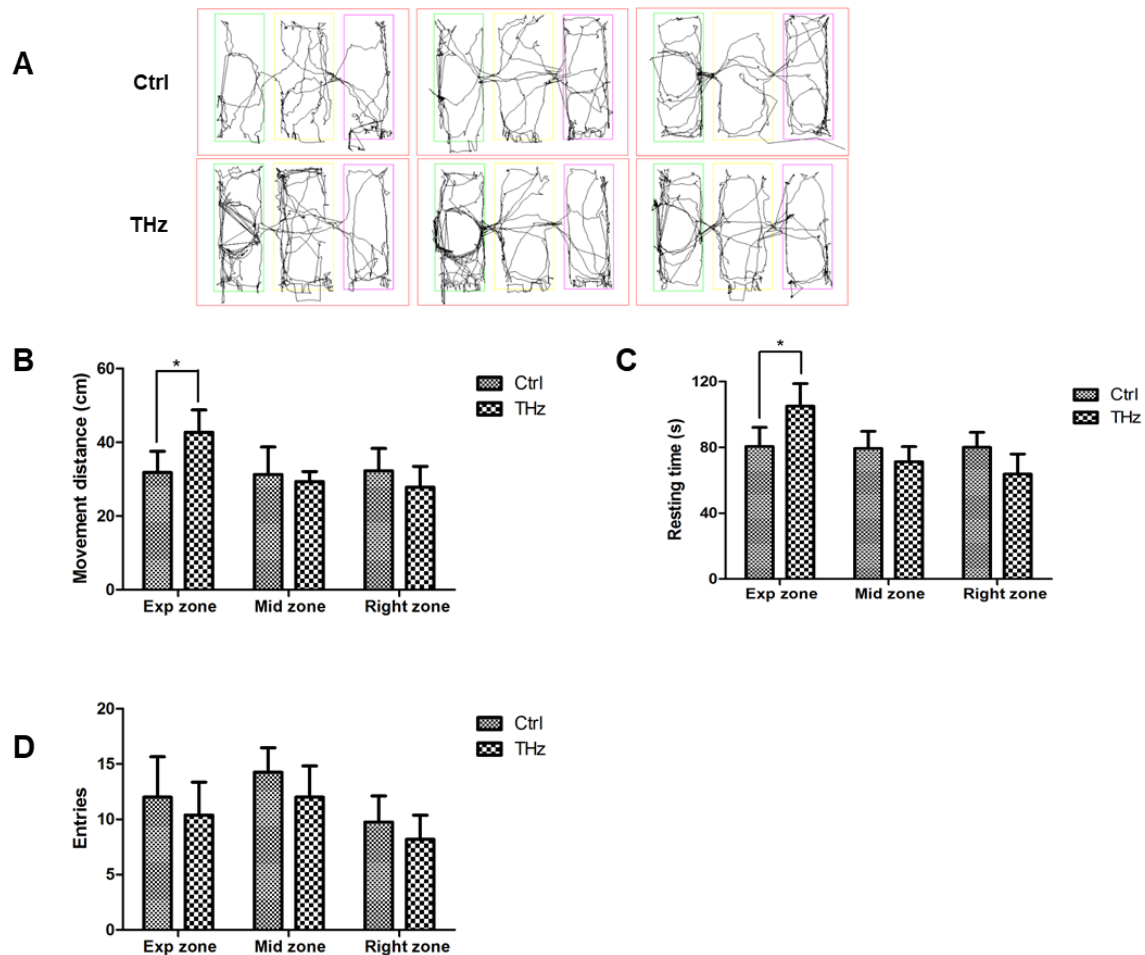 A
Ctrl
THz
B
Movement distance (cm)
60
40
20
0
*
Exp zone Mid zone Right zone
Ctrl
THz
C
Resting time (s)
120
80
40
0
*
Exp zone Mid zone Right zone
Ctrl
THz
D
Entries
20
15
10
5
0
Exp zone Mid zone Right zone
Ctrl
THz